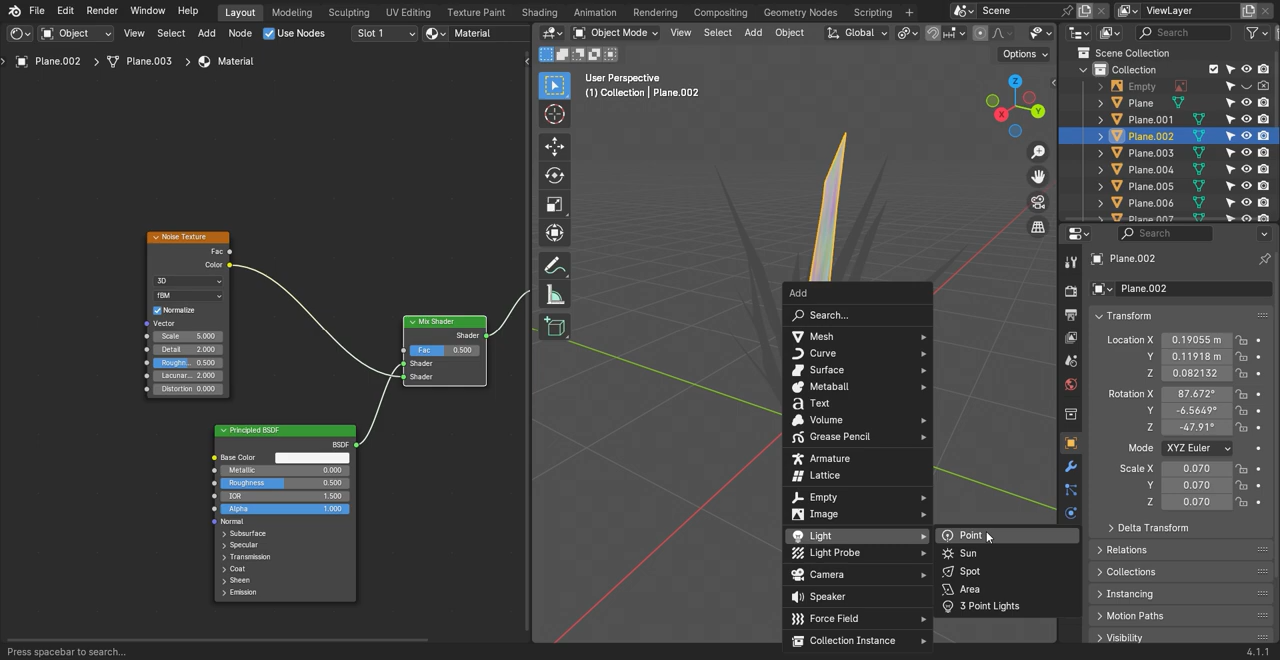 File Edit Render Window Help Layout Modeling Sculpting UV Editing Texture Paint Shading Animation Rendering Compositing Geometry Nodes Scripting + Scene ViewLayer
Object View Select Add Node Use Nodes Slot 1 Material
Object Mode View Select Add Object Global
Search
Plane.002 > Plane.003 > Material
Options
User Perspective
(1) Collection | Plane.002
Z
Y
X
Scene Collection
Collection
Empty
Plane
Plane.001
Plane.002
Plane.003
Plane.004
Plane.005
Plane.006
Plane.007
Noise Texture
Fac
Color
3D
fBM
Normalize
Vector
Scale 5.000
Detail 2.000
Roughn... 0.500
Lacunar... 2.000
Distortion 0.000
Mix Shader
Shader
Fac 0.500
Shader
Shader
Principled BSDF
BSDF
Base Color
Metallic 0.000
Roughness 0.500
IOR 1.500
Alpha 1.000
Normal
Subsurface
Specular
Transmission
Coat
Sheen
Emission
Add
Search...
Mesh
Curve
Surface
Metaball
Text
Volume
Grease Pencil
Armature
Lattice
Empty
Image
Light
Light Probe
Camera
Speaker
Force Field
Collection Instance
Point
Sun
Spot
Area
3 Point Lights
Search
Plane.002
Plane.002
Transform
Location X 0.19055 m
Y 0.11918 m
Z 0.082132
Rotation X 87.672°
Y -6.5649°
Z -47.91°
Mode XYZ Euler
Scale X 0.070
Y 0.070
Z 0.070
Delta Transform
Relations
Collections
Instancing
Motion Paths
Visibility
Press spacebar to search...
4.1.1